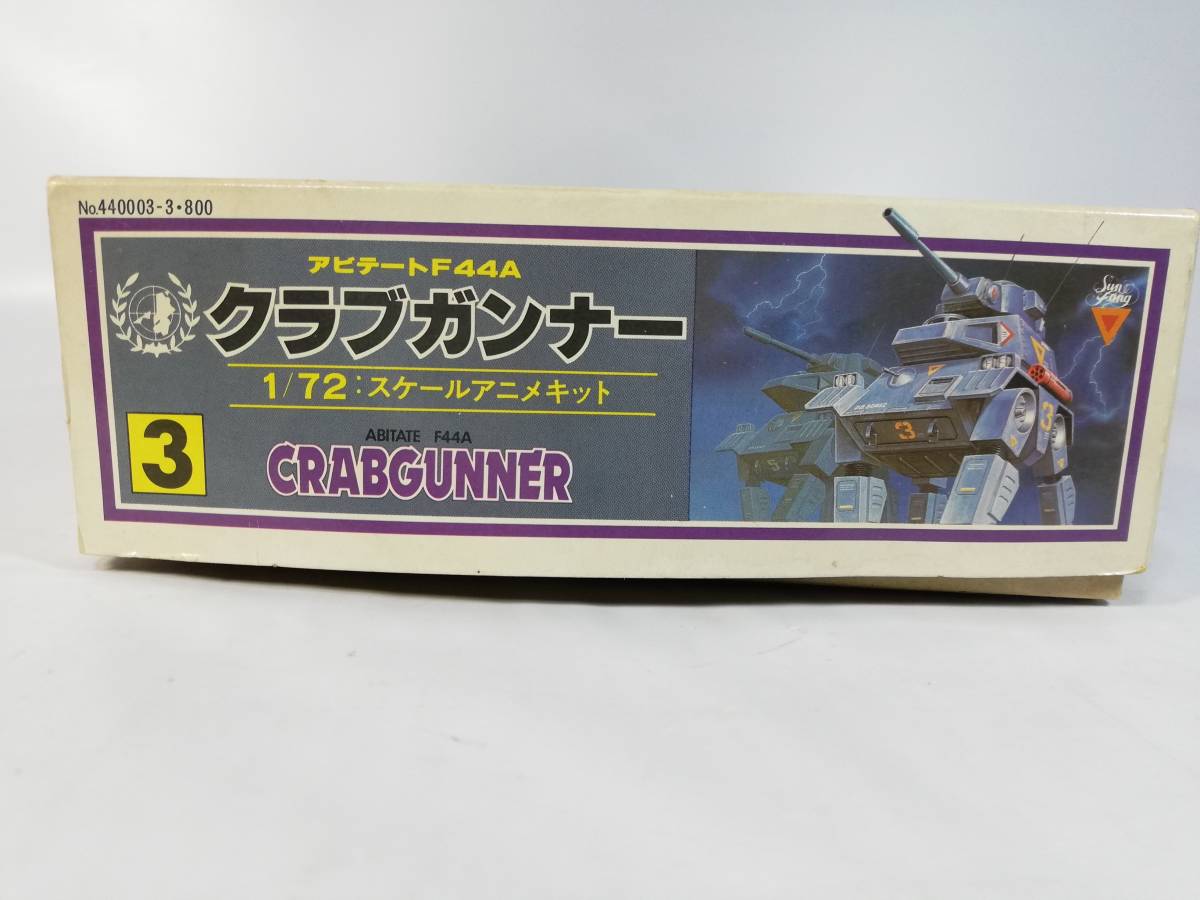 No.440003-3・800
アビテートF44A
クラブガンナー
1/72:スケールアニメキット
3
ABITATE F44A
CRABGUNNER
Sun
Fang
3
3